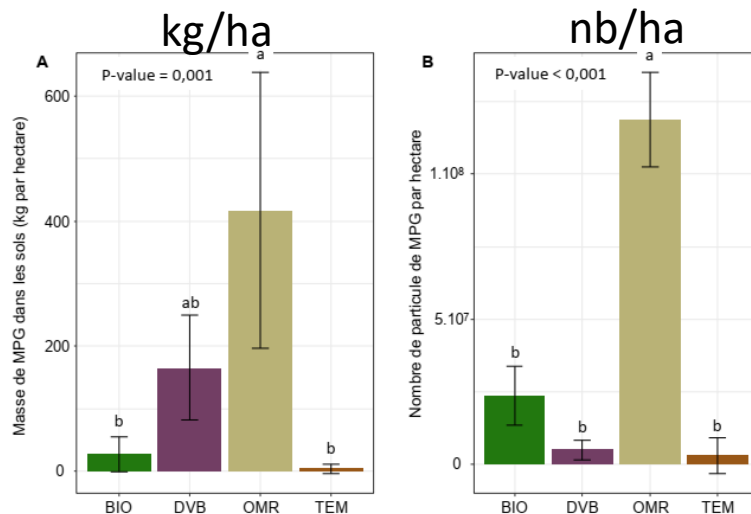 kg/ha
nb/ha
A
P-value = 0,001
a
600
400
200
0
Masse de MPG dans les sols (kg par hectare)
b
ab
b
BIO DVB OMR TEM
B
P-value < 0,001
a
1.10⁸
5.10⁷
0
Nombre de particule de MPG par hectare
b
b
b
BIO DVB OMR TEM